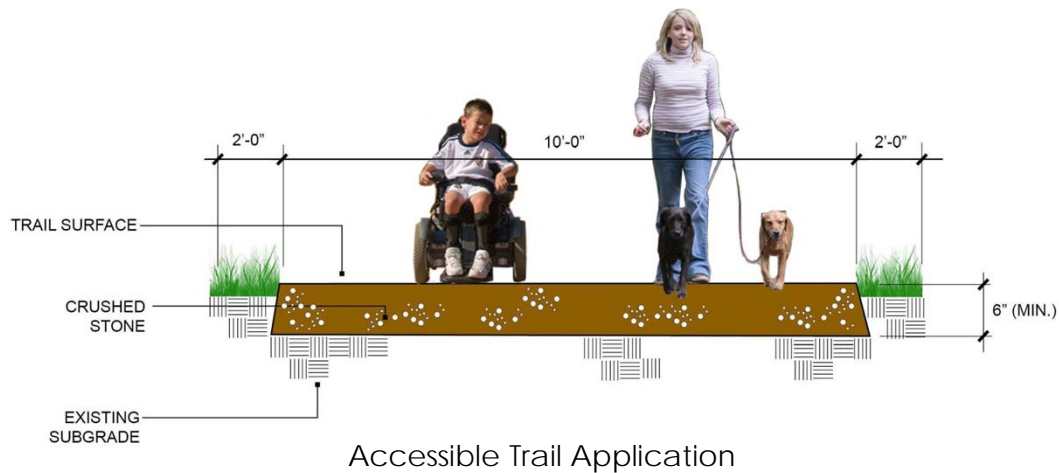 2'-0"
10'-0"
2'-0"
TRAIL SURFACE
CRUSHED
STONE
6" (MIN.)
EXISTING
SUBGRADE
Accessible Trail Application